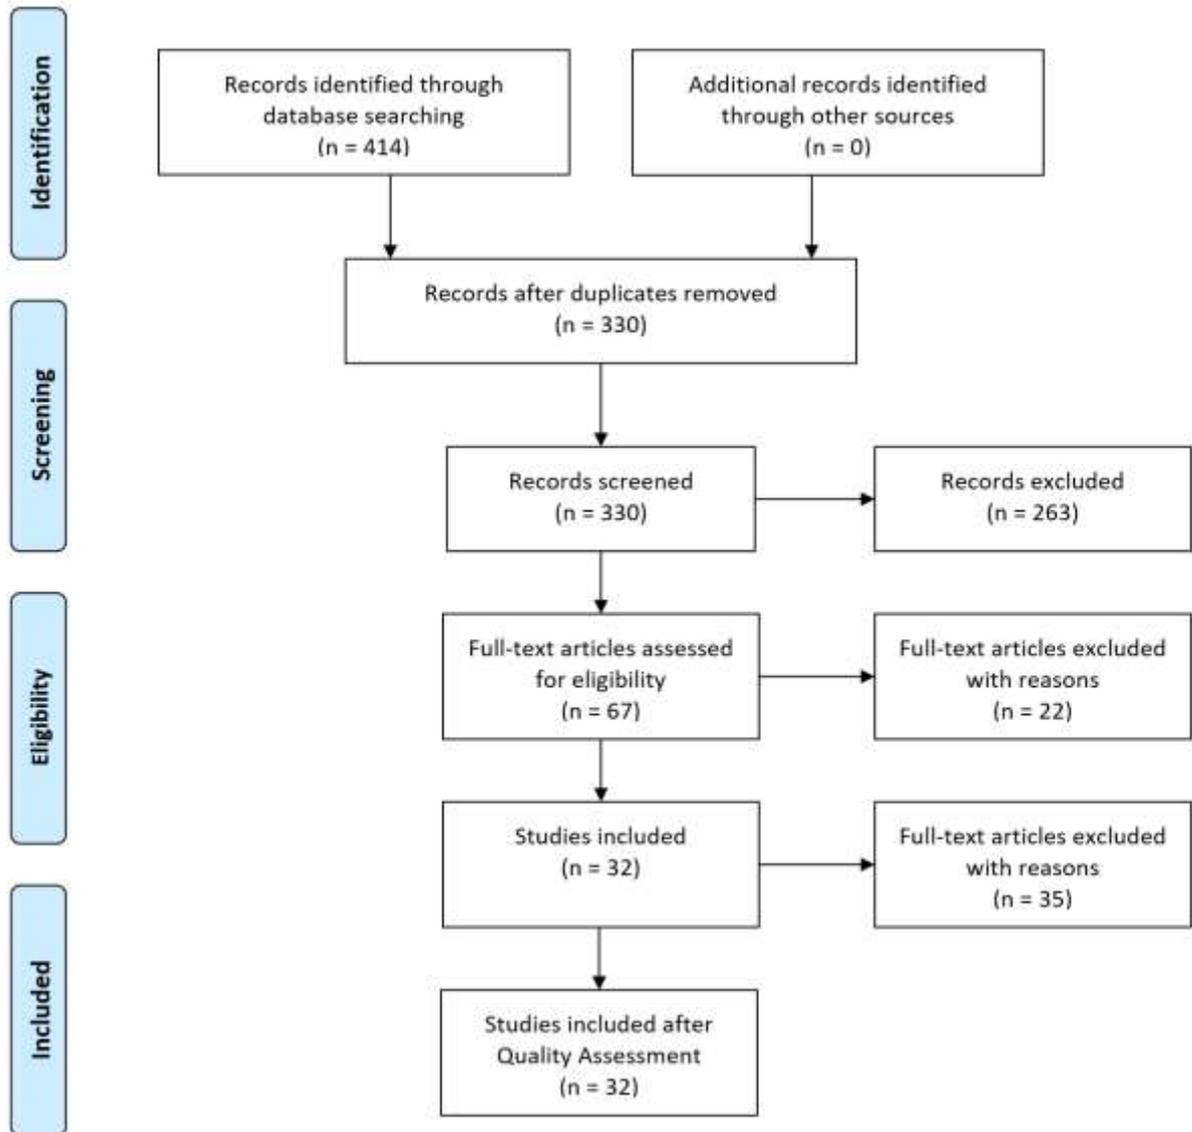 Identification
Records identified through
database searching
(n = 414)
Additional records identified
through other sources
(n = 0)
Records after duplicates removed
(n = 330)
Screening
Records screened
(n = 330)
Records excluded
(n = 263)
Eligibility
Full-text articles assessed
for eligibility
(n = 67)
Full-text articles excluded
with reasons
(n = 22)
Studies included
(n = 32)
Full-text articles excluded
with reasons
(n = 35)
Included
Studies included after
Quality Assessment
(n = 32)